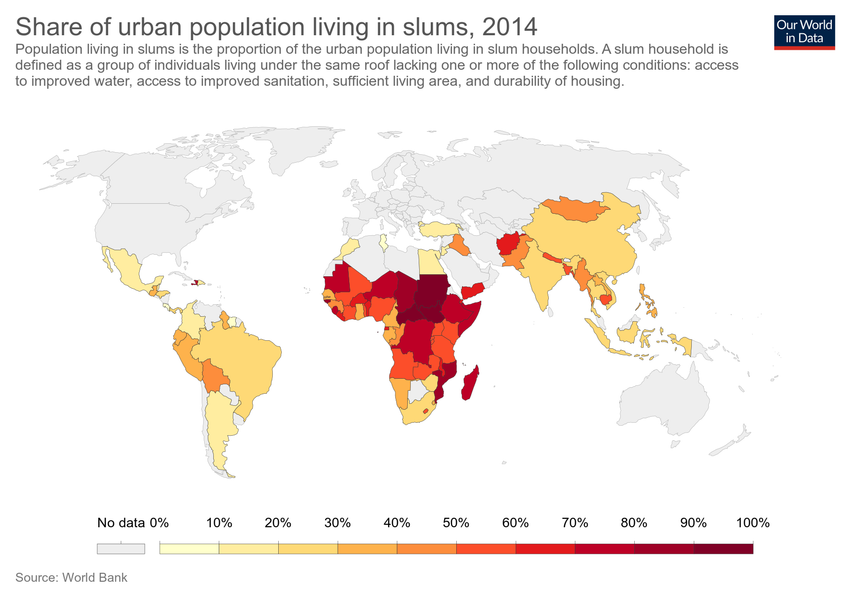 Share of urban population living in slums, 2014
Our World
in Data
Population living in slums is the proportion of the urban population living in slum households. A slum household is
defined as a group of individuals living under the same roof lacking one or more of the following conditions: access
to improved water, access to improved sanitation, sufficient living area, and durability of housing.
No data 0% 10% 20% 30% 40% 50% 60% 70% 80% 90% 100%
Source: World Bank